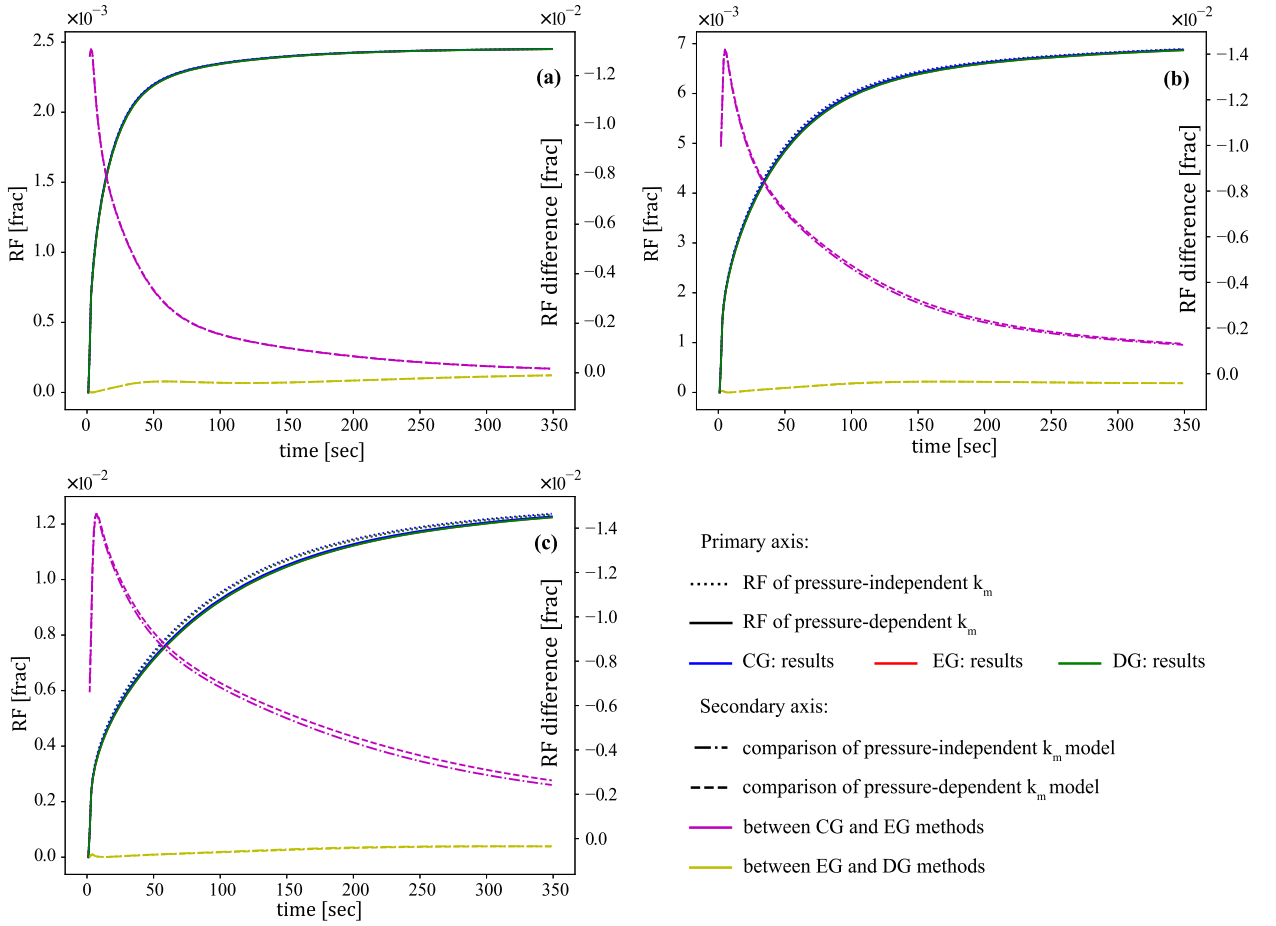 ×10⁻³
×10⁻²
2.5
2.0
1.5
1.0
0.5
0.0
RF [frac]
(a)
−1.2
−1.0
−0.8
−0.6
−0.4
−0.2
0.0
RF difference [frac]
0 50 100 150 200 250 300 350
time [sec]
×10⁻³
×10⁻²
7
6
5
4
3
2
1
0
RF [frac]
(b)
−1.4
−1.2
−1.0
−0.8
−0.6
−0.4
−0.2
0.0
RF difference [frac]
0 50 100 150 200 250 300 350
time [sec]
×10⁻²
×10⁻²
1.2
1.0
0.8
0.6
0.4
0.2
0.0
RF [frac]
(c)
−1.4
−1.2
−1.0
−0.8
−0.6
−0.4
−0.2
0.0
RF difference [frac]
0 50 100 150 200 250 300 350
time [sec]
Primary axis:
RF of pressure-independent kₘ
RF of pressure-dependent kₘ
CG: results EG: results DG: results
Secondary axis:
comparison of pressure-independent kₘ model
comparison of pressure-dependent kₘ model
between CG and EG methods
between EG and DG methods